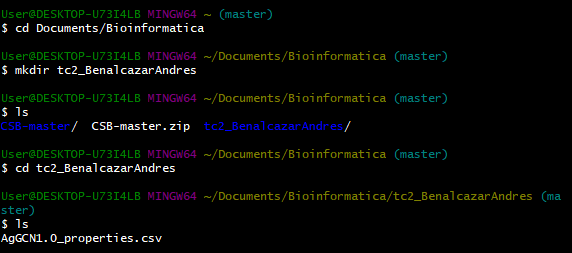 User@DESKTOP-U73I4LB MINGW64 ~ (master)
$ cd Documents/Bioinformatica
User@DESKTOP-U73I4LB MINGW64 ~/Documents/Bioinformatica (master)
$ mkdir tc2_BenalcazarAndres
User@DESKTOP-U73I4LB MINGW64 ~/Documents/Bioinformatica (master)
$ ls
CSB-master/  CSB-master.zip  tc2_BenalcazarAndres/
User@DESKTOP-U73I4LB MINGW64 ~/Documents/Bioinformatica (master)
$ cd tc2_BenalcazarAndres
User@DESKTOP-U73I4LB MINGW64 ~/Documents/Bioinformatica/tc2_BenalcazarAndres (ma
ster)
$ ls
AgGCN1.0_properties.csv